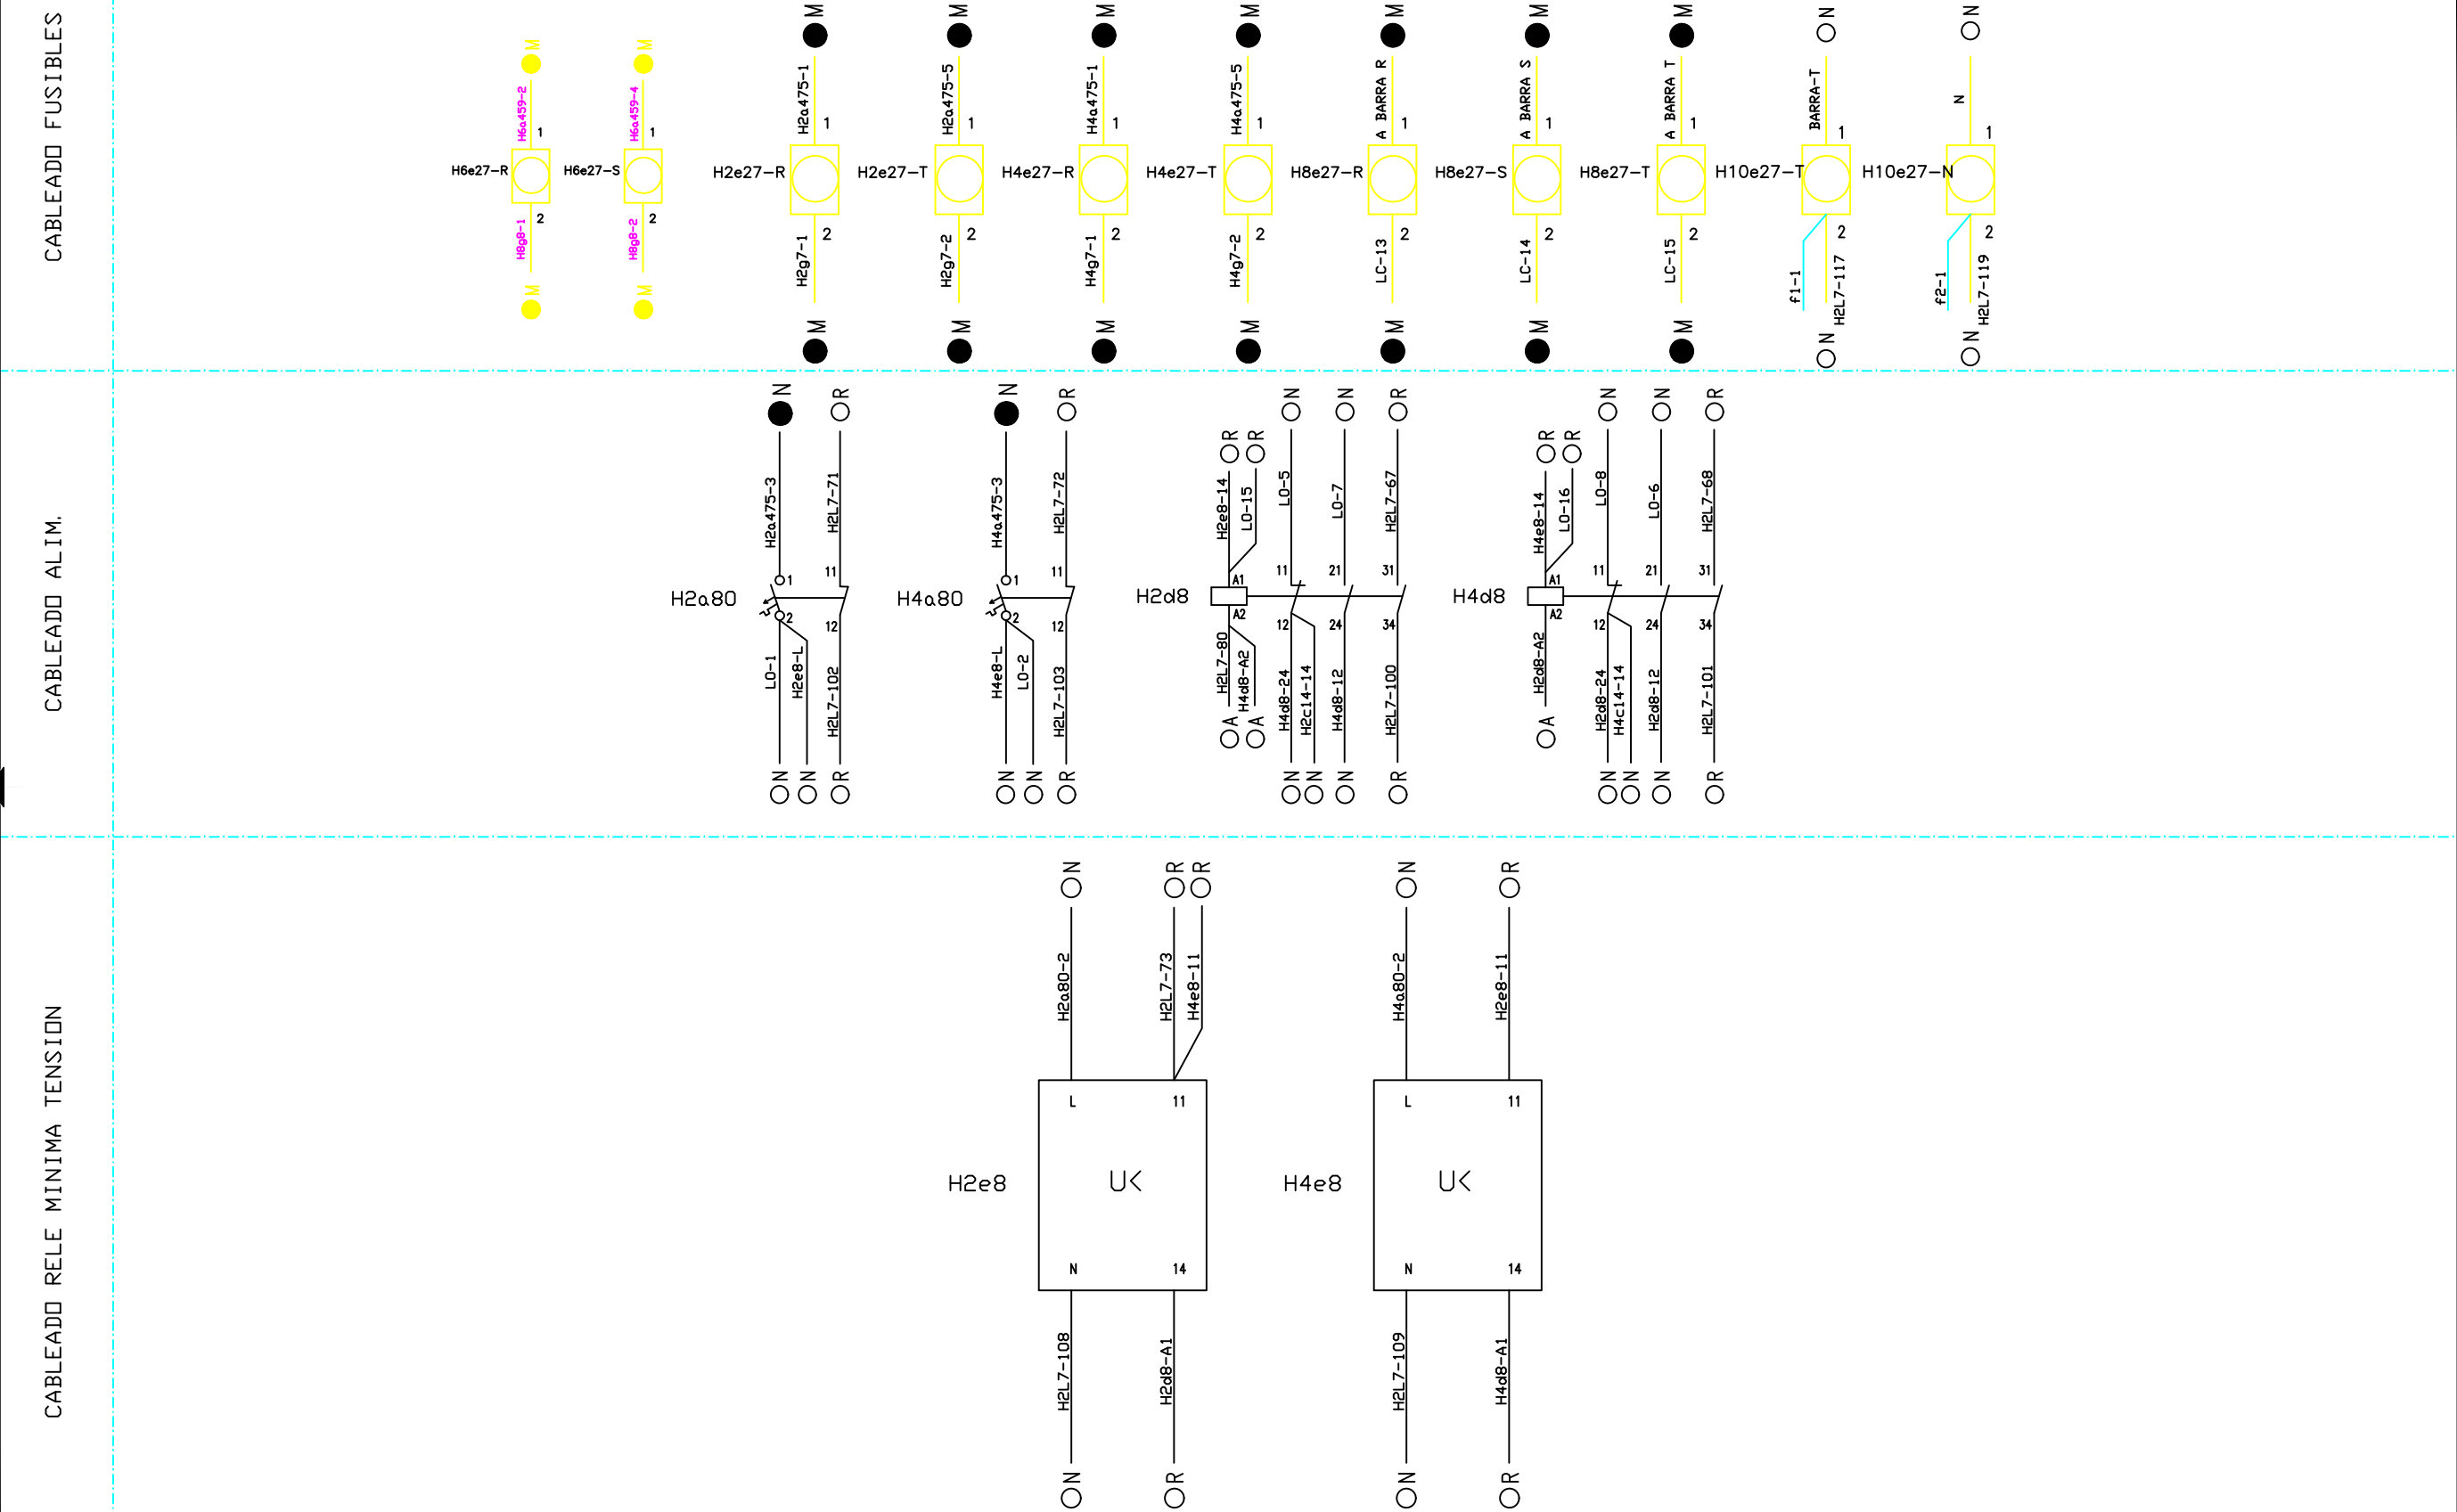 CABLEADO FUSIBLES
M
M
M
M
M
M
M
M
M
N
N
H6a459-2
H6a459-4
H2a475-1
H2a475-5
H4a475-1
H4a475-5
A BARRA R
A BARRA S
A BARRA T
BARRA-T
N
1
1
1
1
1
1
1
1
1
1
1
H6e27-R
H6e27-S
H2e27-R
H2e27-T
H4e27-R
H4e27-T
H8e27-R
H8e27-S
H8e27-T
H10e27-T
H10e27-N
2
2
2
2
2
2
2
2
2
2
2
H8g8-1
H8g8-2
H2g7-1
H2g7-2
H4g7-1
H4g7-2
LC-13
LC-14
LC-15
f1-1
H2L7-117
f2-1
H2L7-119
M
M
M
M
M
M
M
M
M
N
N
CABLEADO ALIM.
N
R
N
R
R
R
N
N
R
R
R
N
N
R
H2a475-3
H2L7-71
H4a475-3
H2L7-72
H2e8-14
LO-15
LO-5
LO-7
H2L7-67
H4e8-14
LO-16
LO-8
LO-6
H2L7-68
1
11
1
11
A1
11
21
31
A1
11
21
31
H2a80
H4a80
H2d8
H4d8
2
12
2
12
A2
12
24
34
A2
12
24
34
LO-1
H2e8-L
H2L7-102
H4e8-L
LO-2
H2L7-103
H2L7-80
H4d8-A2
H4d8-24
H2c14-14
H4d8-12
H2L7-100
H2d8-A2
H2d8-24
H4c14-14
H2d8-12
H2L7-101
N
N
R
N
N
R
A
A
N
N
N
R
A
N
N
N
R
CABLEADO RELE MINIMA TENSION
N
R
R
N
R
H2a80-2
H2L7-73
H4e8-11
H4a80-2
H2e8-11
L
11
L
11
H2e8
U<
H4e8
U<
N
14
N
14
H2L7-108
H2d8-A1
H2L7-109
H4d8-A1
N
R
N
R